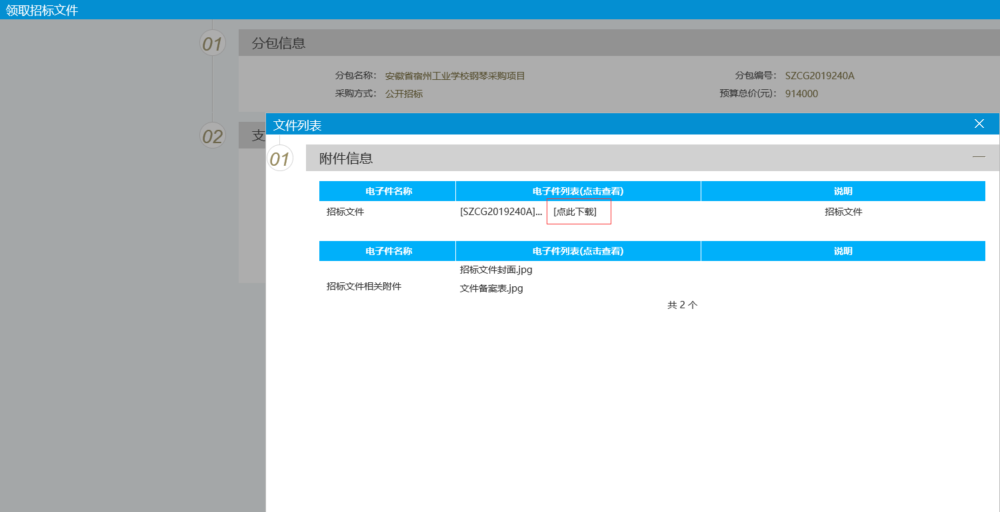 领取招标文件
01 分包信息
分包名称： 安徽省宿州工业学校钢琴采购项目 分包编号： SZCG2019240A
采购方式： 公开招标 预算总价(元)： 914000
02 支
文件列表
01 附件信息
电子件名称 电子件列表(点击查看) 说明
招标文件 [SZCG2019240A]... [点此下载] 招标文件
电子件名称 电子件列表(点击查看) 说明
招标文件封面.jpg
招标文件相关附件
文件备案表.jpg
共 2 个